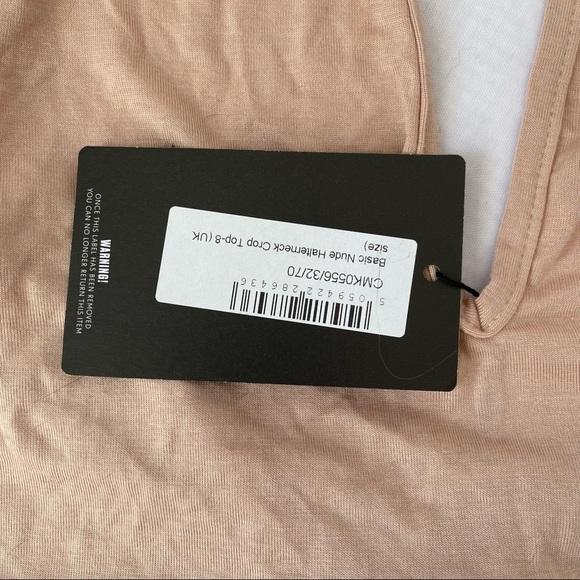 WARNING!
ONCE THIS LABEL HAS BEEN REMOVED
YOU CAN NO LONGER RETURN THIS ITEM
5 059422 286436
CMK0556/32/70
Basic Nude Halterneck Crop Top-8 (UK
size)